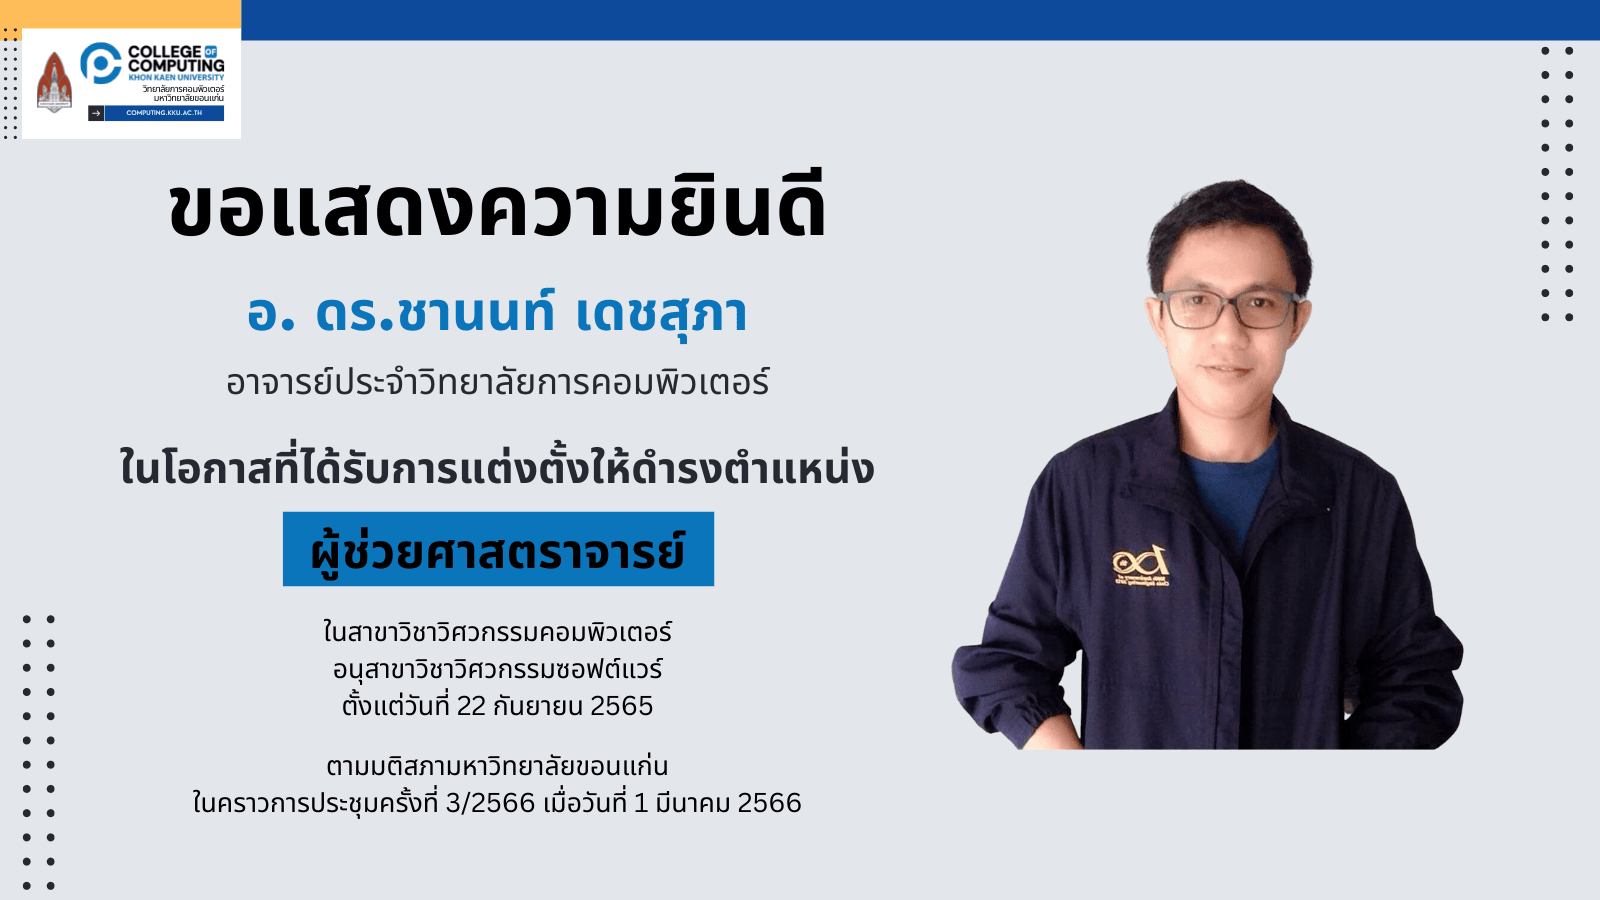 COLLEGE OF
COMPUTING
KHON KAEN UNIVERSITY
วิทยาลัยการคอมพิวเตอร์
มหาวิทยาลัยขอนแก่น
COMPUTING.KKU.AC.TH
ขอแสดงความยินดี
อ. ดร.ชานนท์ เดชสุภา
อาจารย์ประจำวิทยาลัยการคอมพิวเตอร์
ในโอกาสที่ได้รับการแต่งตั้งให้ดำรงตำแหน่ง
ผู้ช่วยศาสตราจารย์
ในสาขาวิชาวิศวกรรมคอมพิวเตอร์
อนุสาขาวิชาวิศวกรรมซอฟต์แวร์
ตั้งแต่วันที่ 22 กันยายน 2565
ตามมติสภามหาวิทยาลัยขอนแก่น
ในคราวการประชุมครั้งที่ 3/2566 เมื่อวันที่ 1 มีนาคม 2566